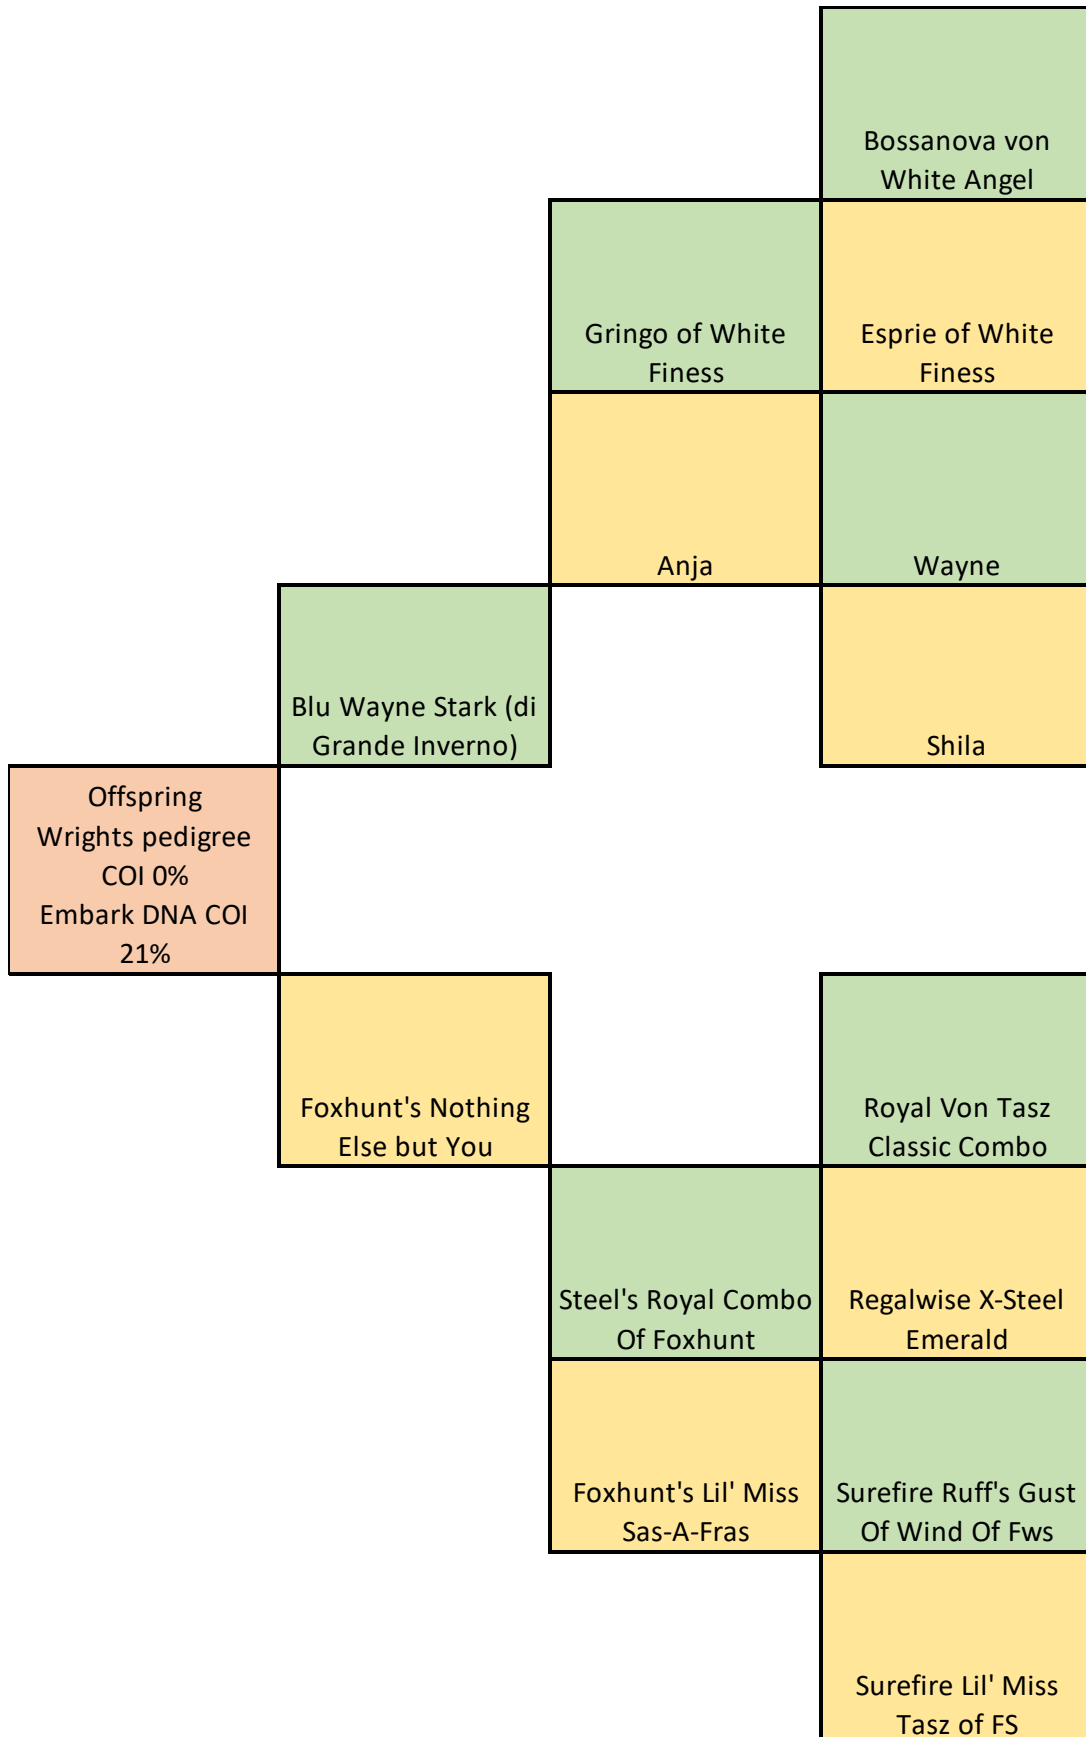 Bossanova von
White Angel
Gringo of White
Finess
Esprie of White
Finess
Anja
Wayne
Blu Wayne Stark (di
Grande Inverno)
Shila
Offspring
Wrights pedigree
COI 0%
Embark DNA COI
21%
Foxhunt's Nothing
Else but You
Royal Von Tasz
Classic Combo
Steel's Royal Combo
Of Foxhunt
Regalwise X-Steel
Emerald
Foxhunt's Lil' Miss
Sas-A-Fras
Surefire Ruff's Gust
Of Wind Of Fws
Surefire Lil' Miss
Tasz of FS